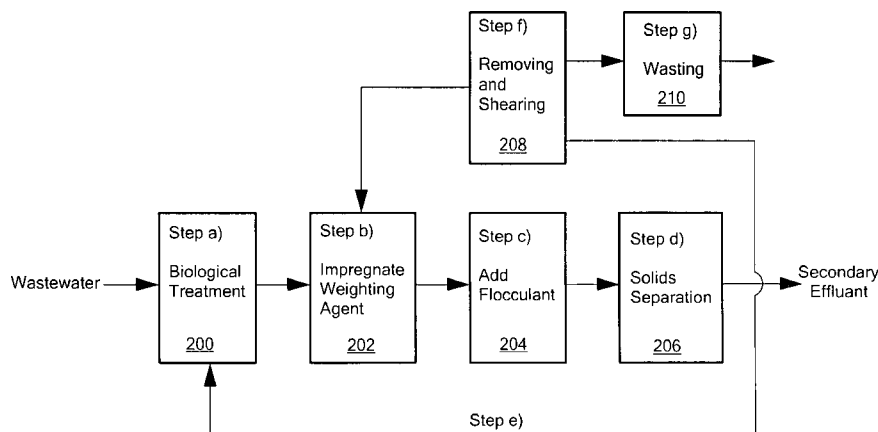 Step f)
Removing
and
Shearing
208
Step g)
Wasting
210
Wastewater
Step a)
Biological
Treatment
200
Step b)
Impregnate
Weighting
Agent
202
Step c)
Add
Flocculant
204
Step d)
Solids
Separation
206
Secondary
Effluant
Step e)